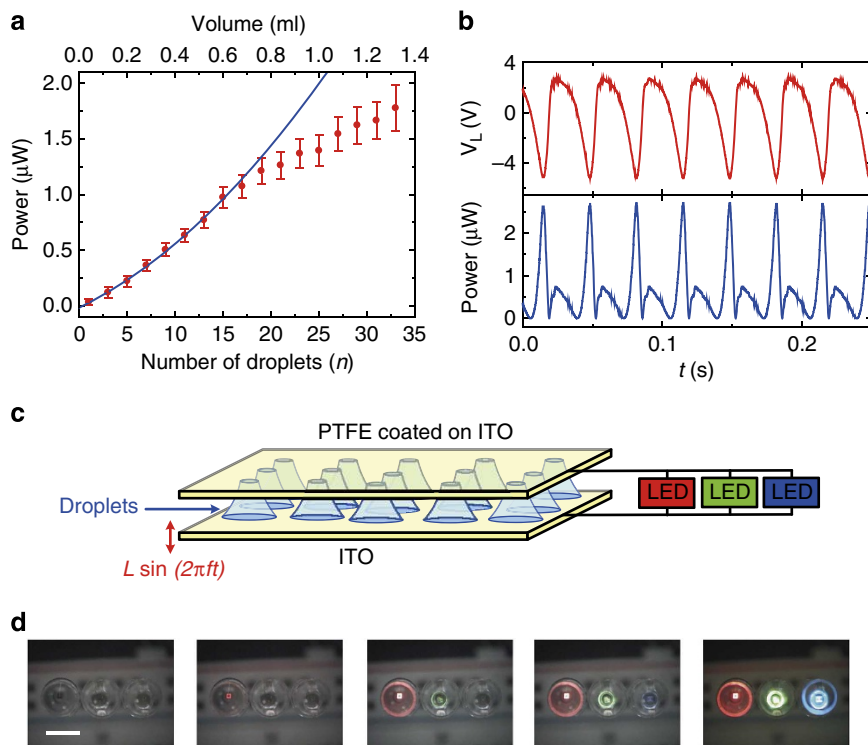 a
Volume (ml)
0.0 0.2 0.4 0.6 0.8 1.0 1.2 1.4
2.0
1.5
1.0
0.5
0.0
Power (μW)
0 5 10 15 20 25 30 35
Number of droplets (n)
b
4
0
−4
V_L (V)
2
1
0
Power (μW)
0.0 0.1 0.2
t (s)
c
PTFE coated on ITO
Droplets
LED LED LED
L sin (2πft)
ITO
d